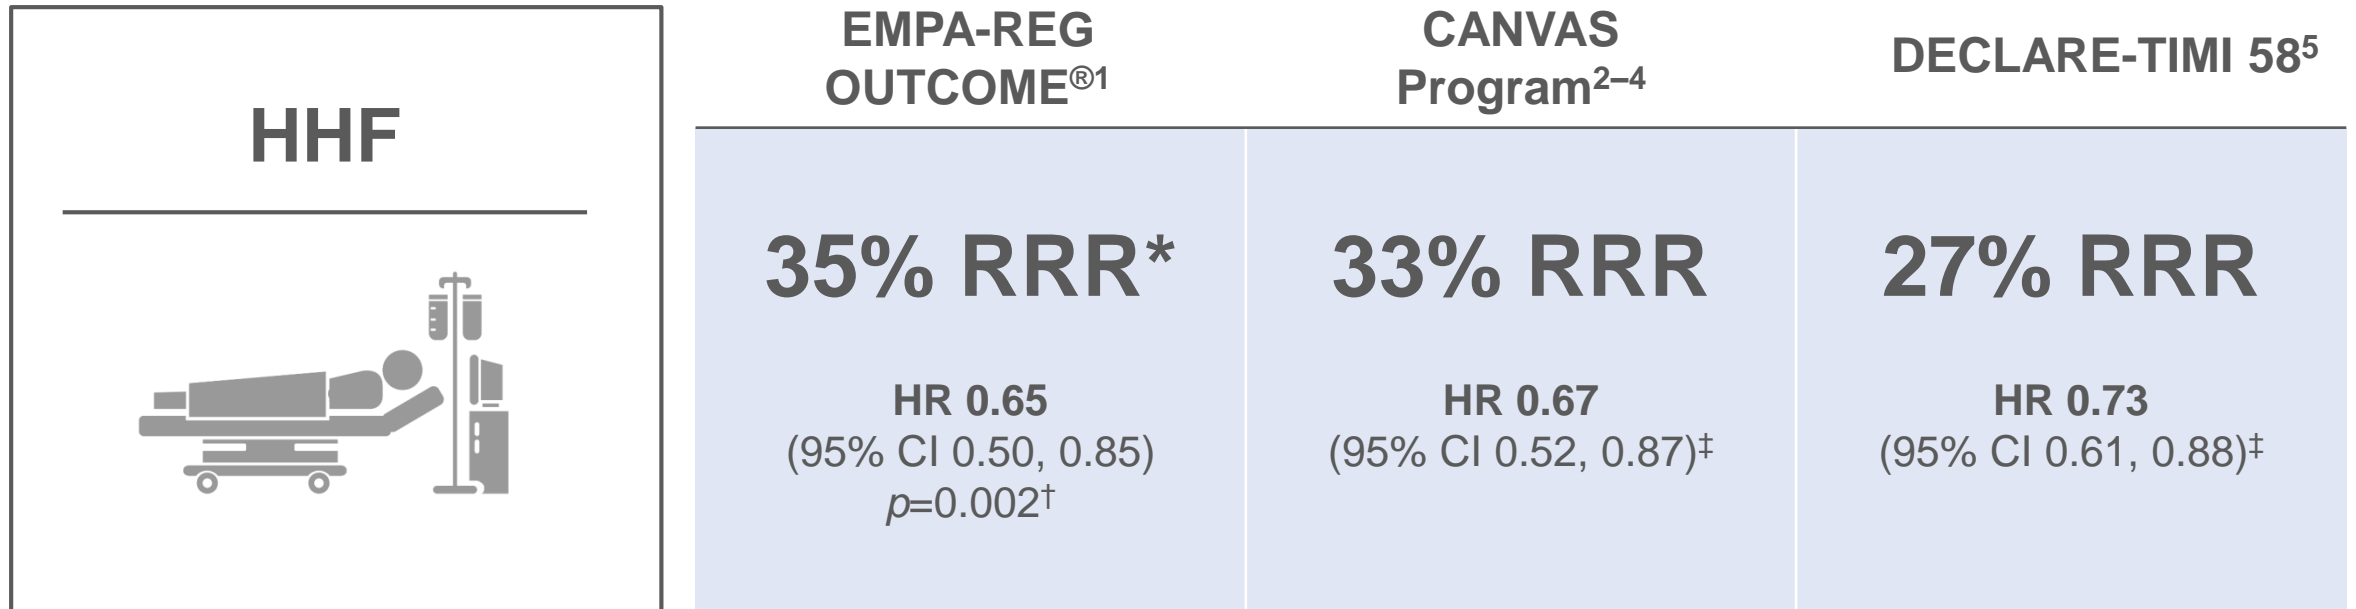 HHF
EMPA-REG
OUTCOME®¹
CANVAS
Program²⁻⁴
DECLARE-TIMI 58⁵
35% RRR*
HR 0.65
(95% CI 0.50, 0.85)
p=0.002†
33% RRR
HR 0.67
(95% CI 0.52, 0.87)‡
27% RRR
HR 0.73
(95% CI 0.61, 0.88)‡